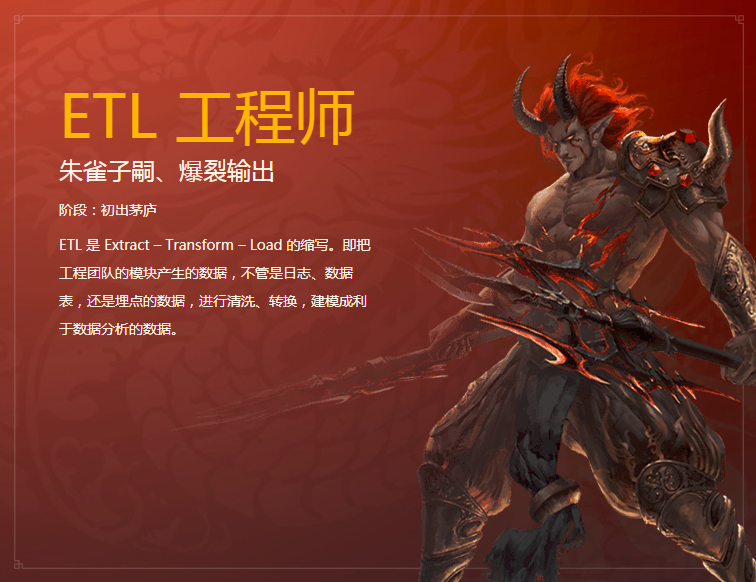 ETL 工程师
朱雀子嗣、爆裂输出
阶段：初出茅庐
ETL 是 Extract – Transform – Load 的缩写。即把
工程团队的模块产生的数据，不管是日志、数据
表，还是埋点的数据，进行清洗、转换，建模成利
于数据分析的数据。